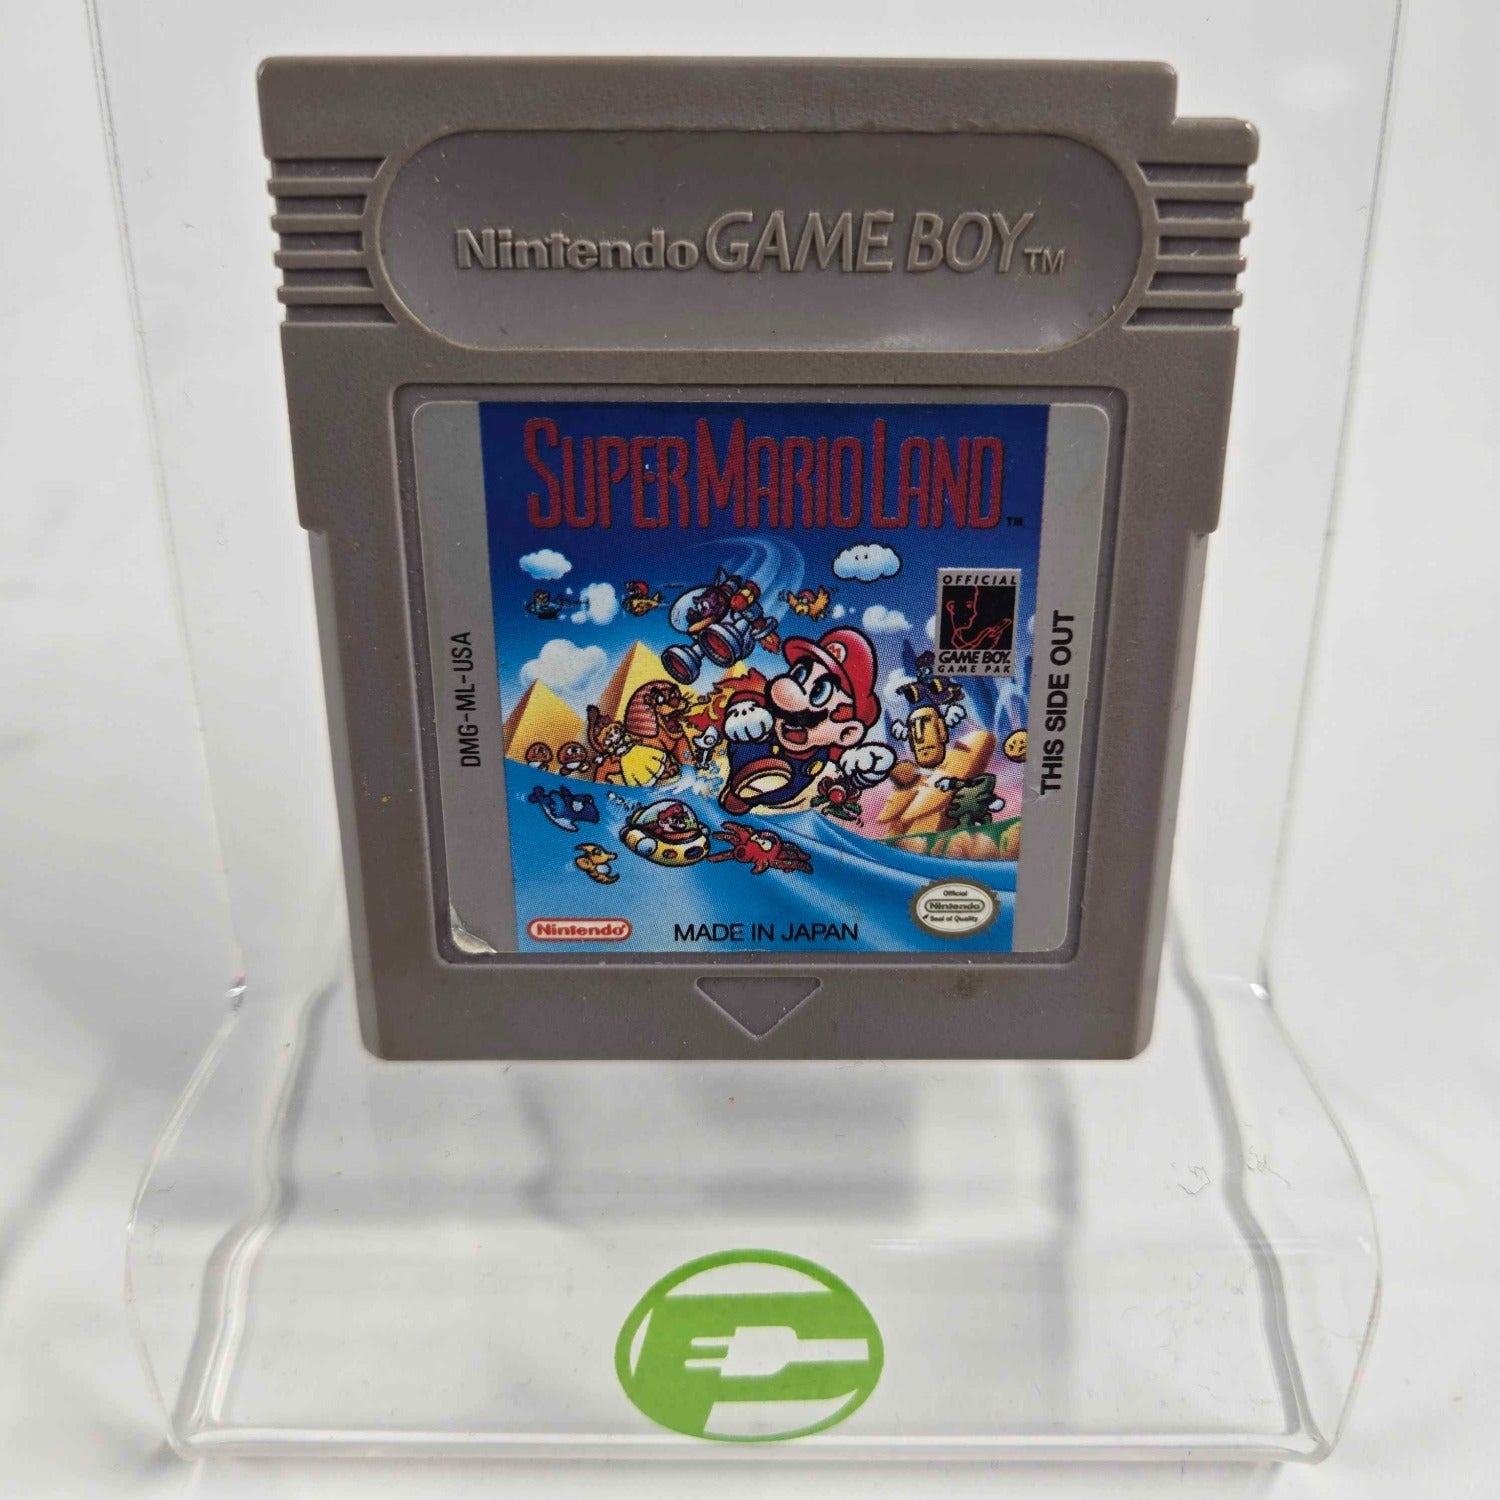 Nintendo GAME BOY TM
SUPER MARIO LAND TM
OFFICIAL
GAME BOY
GAME PAK
DMG-ML-USA
THIS SIDE OUT
Official
Nintendo
Seal of Quality
Nintendo
MADE IN JAPAN